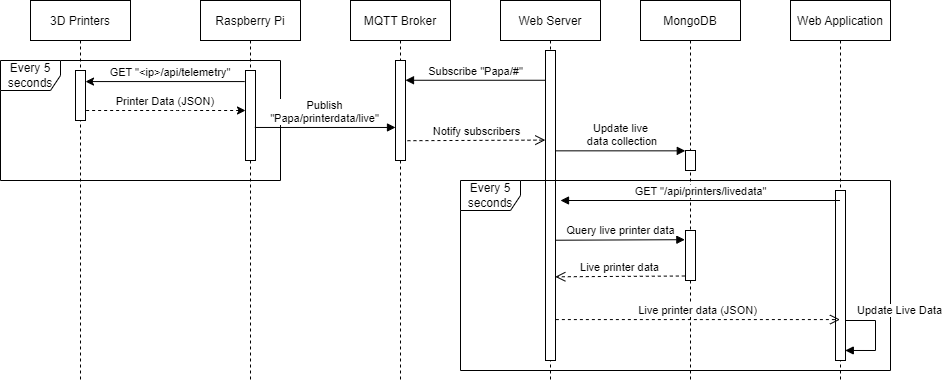 3D Printers
Raspberry Pi
MQTT Broker
Web Server
MongoDB
Web Application
Every 5
seconds
GET "<ip>/api/telemetry"
Subscribe "Papa/#"
Printer Data (JSON)
Publish
"Papa/printerdata/live"
Notify subscribers
Update live
data collection
Every 5
seconds
GET "/api/printers/livedata"
Query live printer data
Live printer data
Live printer data (JSON)
Update Live Data